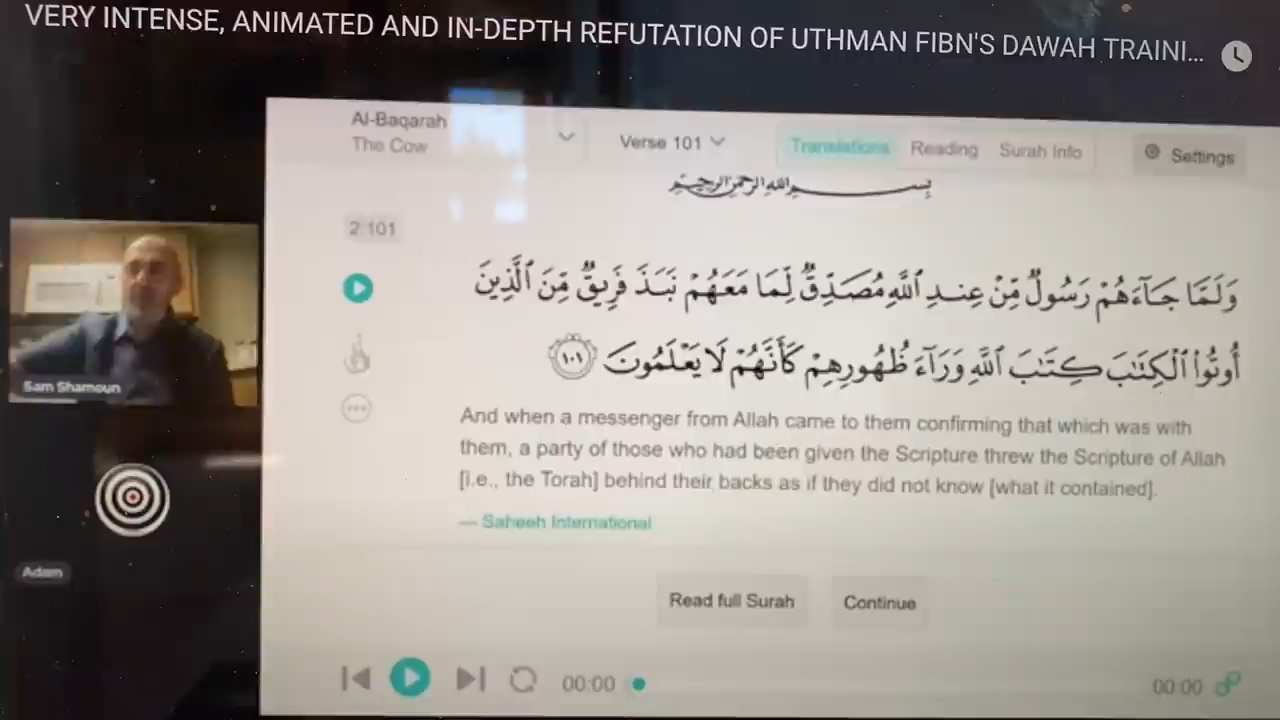 VERY INTENSE, ANIMATED AND IN-DEPTH REFUTATION OF UTHMAN FIBN'S DAWAH TRAINI...
Al-Baqarah
The Cow
Verse 101
Translations
Reading
Surah Info
Settings
بِسْمِ اللَّهِ الرَّحْمَٰنِ الرَّحِيمِ
2:101
وَلَمَّا جَآءَهُمْ رَسُولٌ مِّنْ عِندِ ٱللَّهِ مُصَدِّقٌ لِّمَا مَعَهُمْ نَبَذَ فَرِيقٌ مِّنَ ٱلَّذِينَ
أُوتُوا۟ ٱلْكِتَٰبَ كِتَٰبَ ٱللَّهِ وَرَآءَ ظُهُورِهِمْ كَأَنَّهُمْ لَا يَعْلَمُونَ ١٠١
And when a messenger from Allah came to them confirming that which was with
them, a party of those who had been given the Scripture threw the Scripture of Allah
[i.e., the Torah] behind their backs as if they did not know [what it contained].
— Saheeh International
Sam Shamoun
Adam
Read full Surah
Continue
00:00
00:00